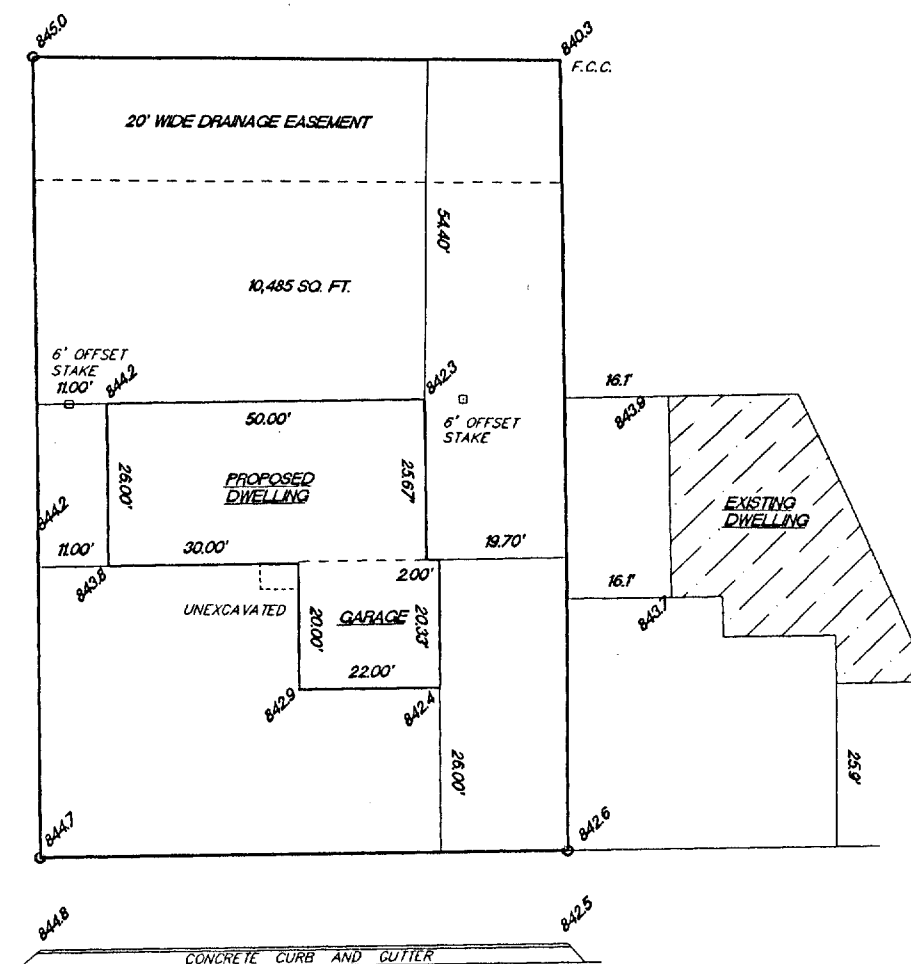 845.0
840.3
F.C.C.
20' WIDE DRAINAGE EASEMENT
54.40'
10,485 SQ. FT.
6' OFFSET
STAKE
11.00'
844.2
842.3
16.1'
843.9
50.00'
6' OFFSET
STAKE
26.00'
PROPOSED
DWELLING
25.67'
EXISTING
DWELLING
844.2
11.00'
30.00'
19.70'
843.8
2.00'
16.1'
UNEXCAVATED
GARAGE
20.00'
20.33'
843.7
22.00'
842.9
842.4
26.00'
25.9'
844.7
842.6
844.8
842.5
CONCRETE CURB AND GUTTER